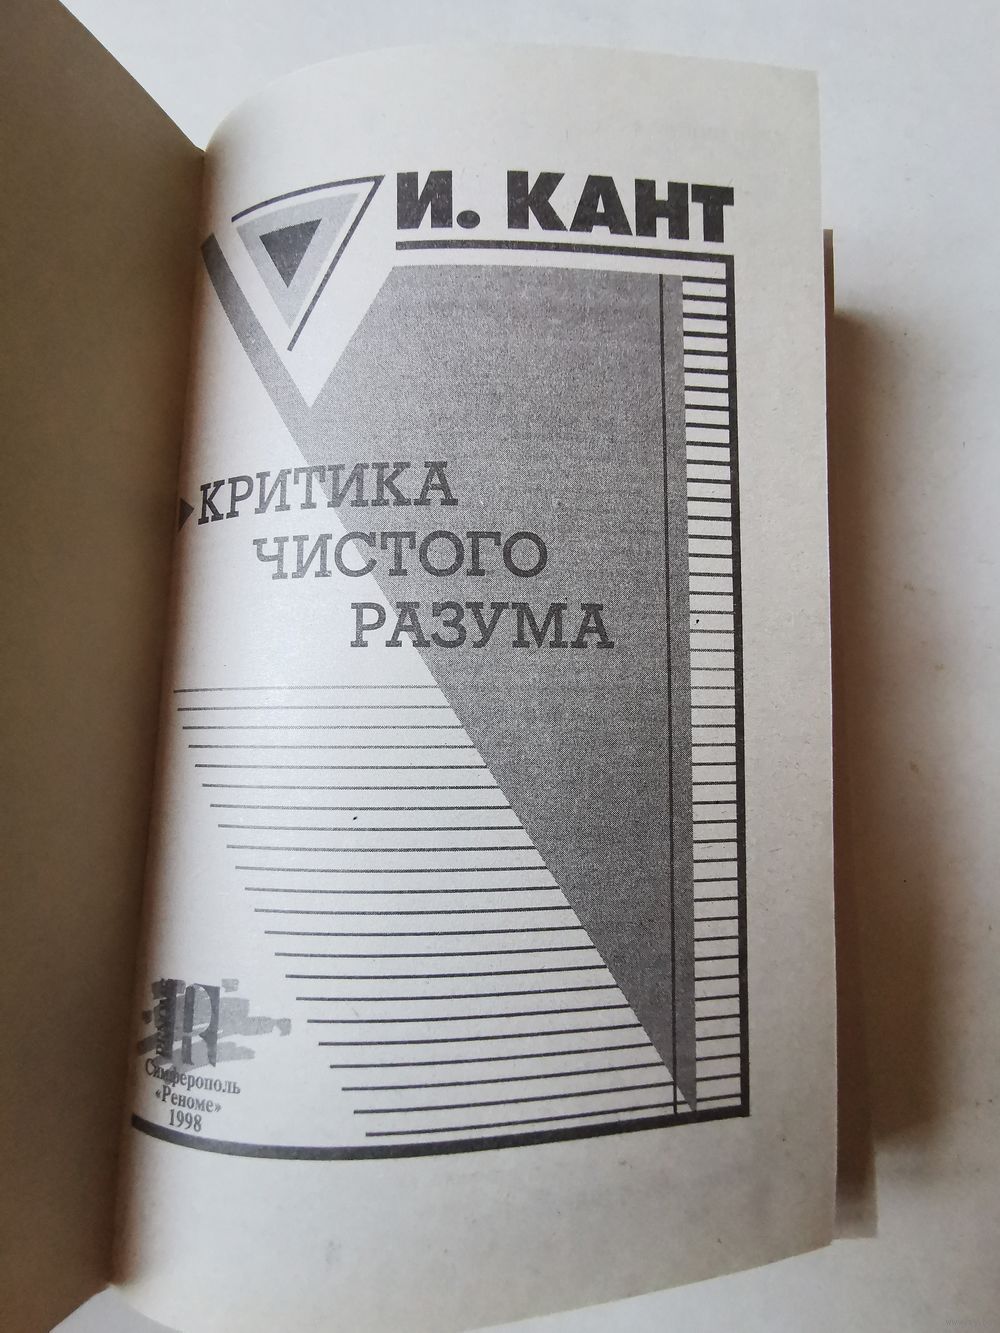 И. КАНТ
КРИТИКА
ЧИСТОГО
РАЗУМА
Симферополь
«Реноме»
1998